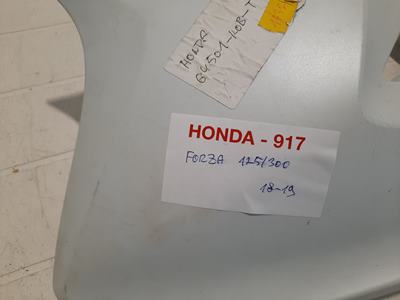 HONDA
64501-K0B-T
HONDA - 917
FORZA 125/300
18-19